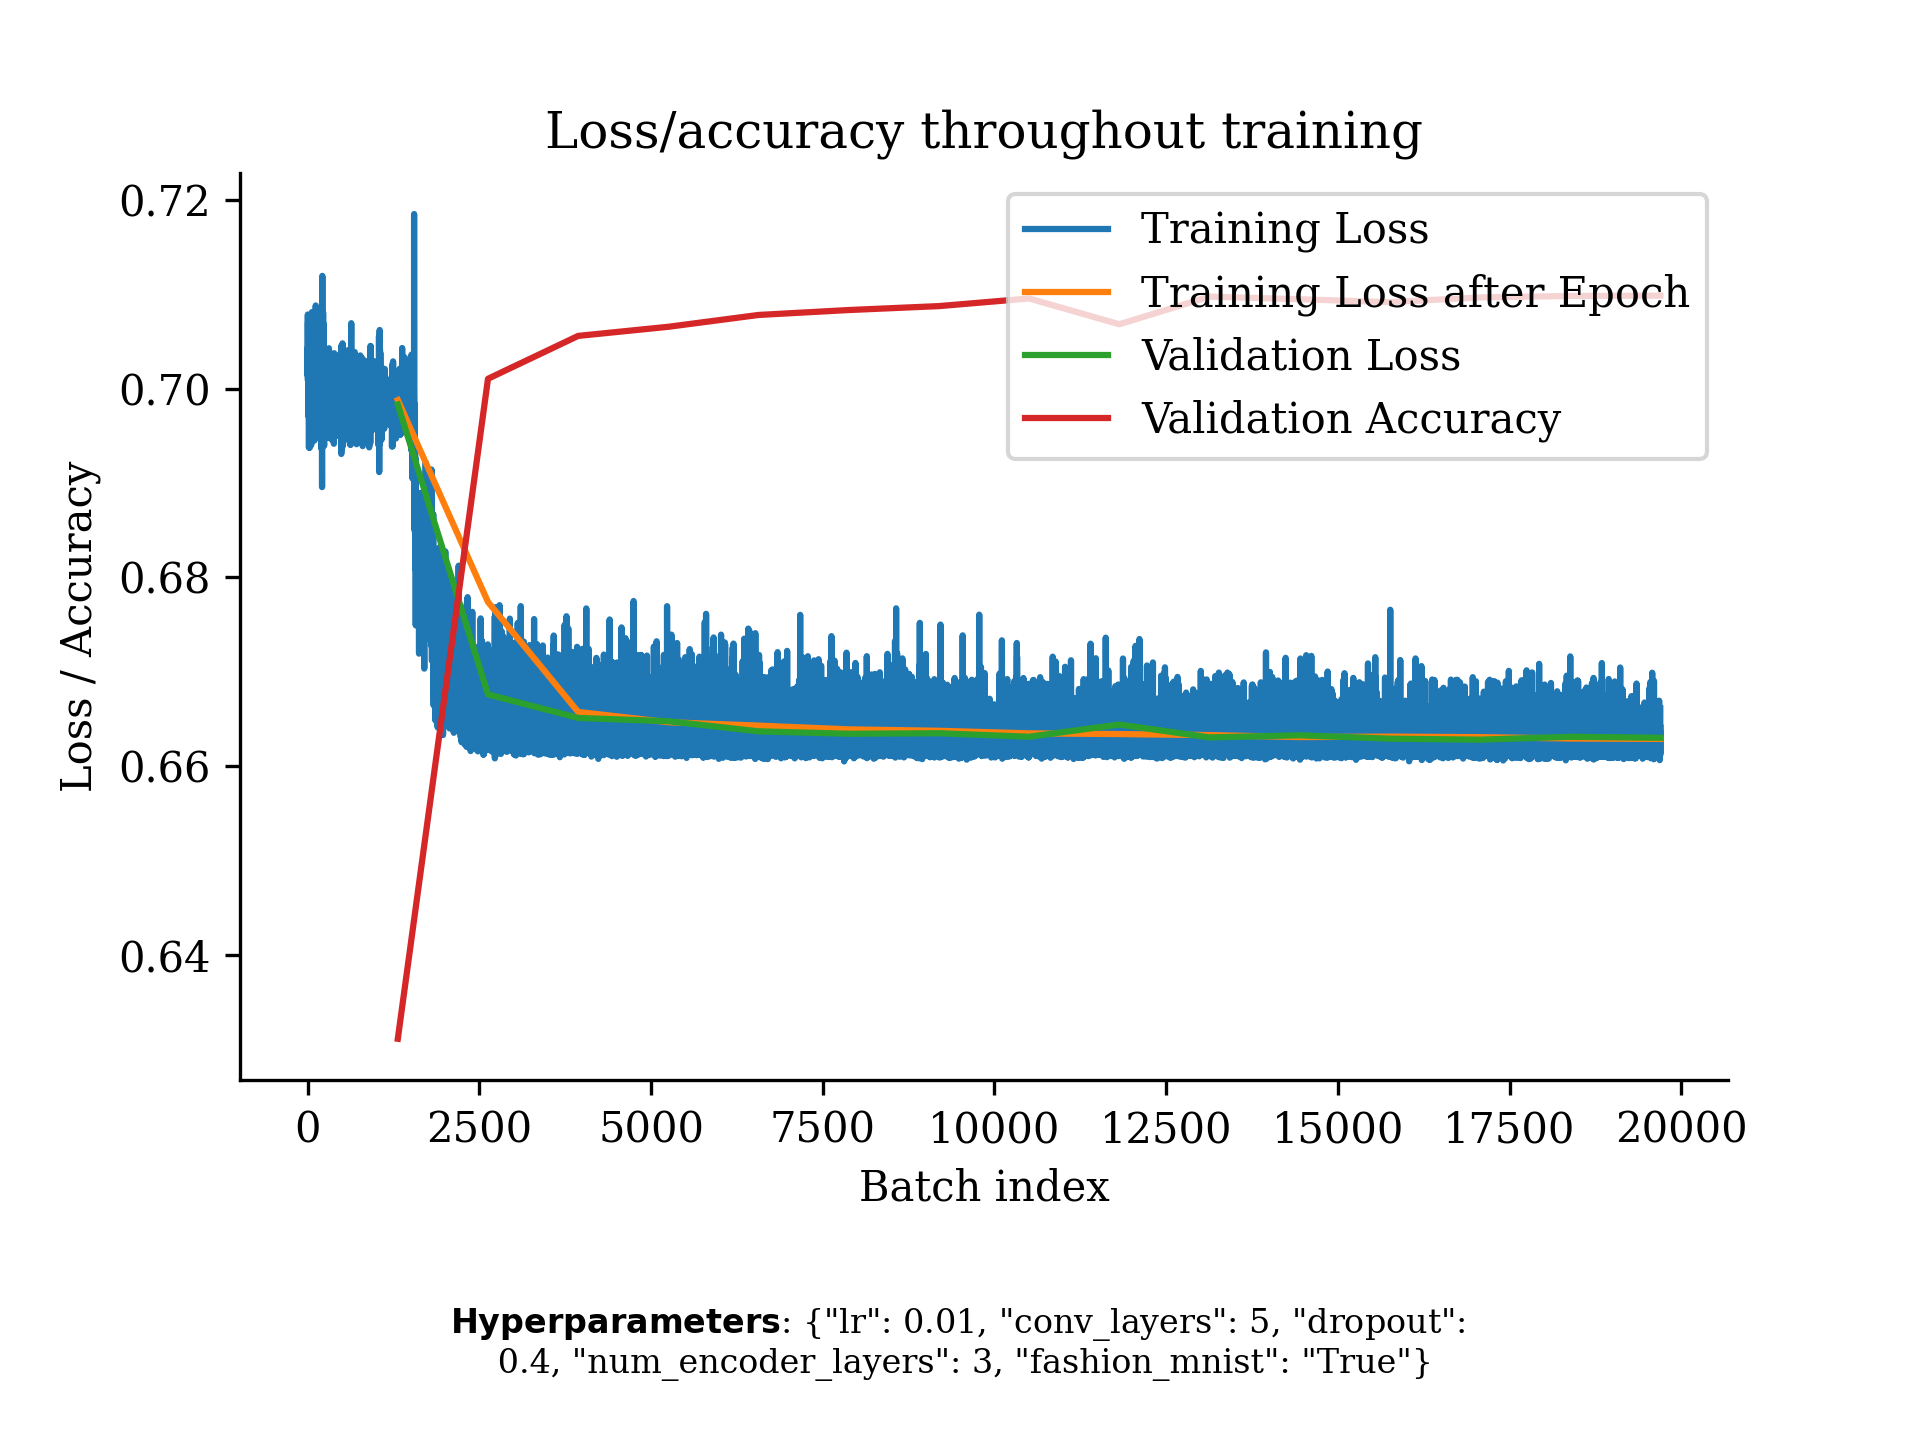 Loss/accuracy throughout training
0.72
0.70
0.68
0.66
0.64
Loss / Accuracy
Training Loss
Training Loss after Epoch
Validation Loss
Validation Accuracy
0 2500 5000 7500 10000 12500 15000 17500 20000
Batch index
Hyperparameters: {"lr": 0.01, "conv_layers": 5, "dropout":
0.4, "num_encoder_layers": 3, "fashion_mnist": "True"}